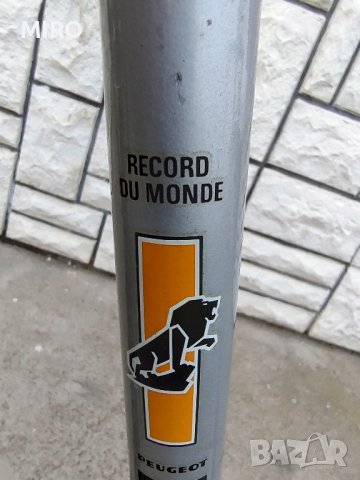 MIRO
RECORD
DU MONDE
PEUGEOT
BAZAR